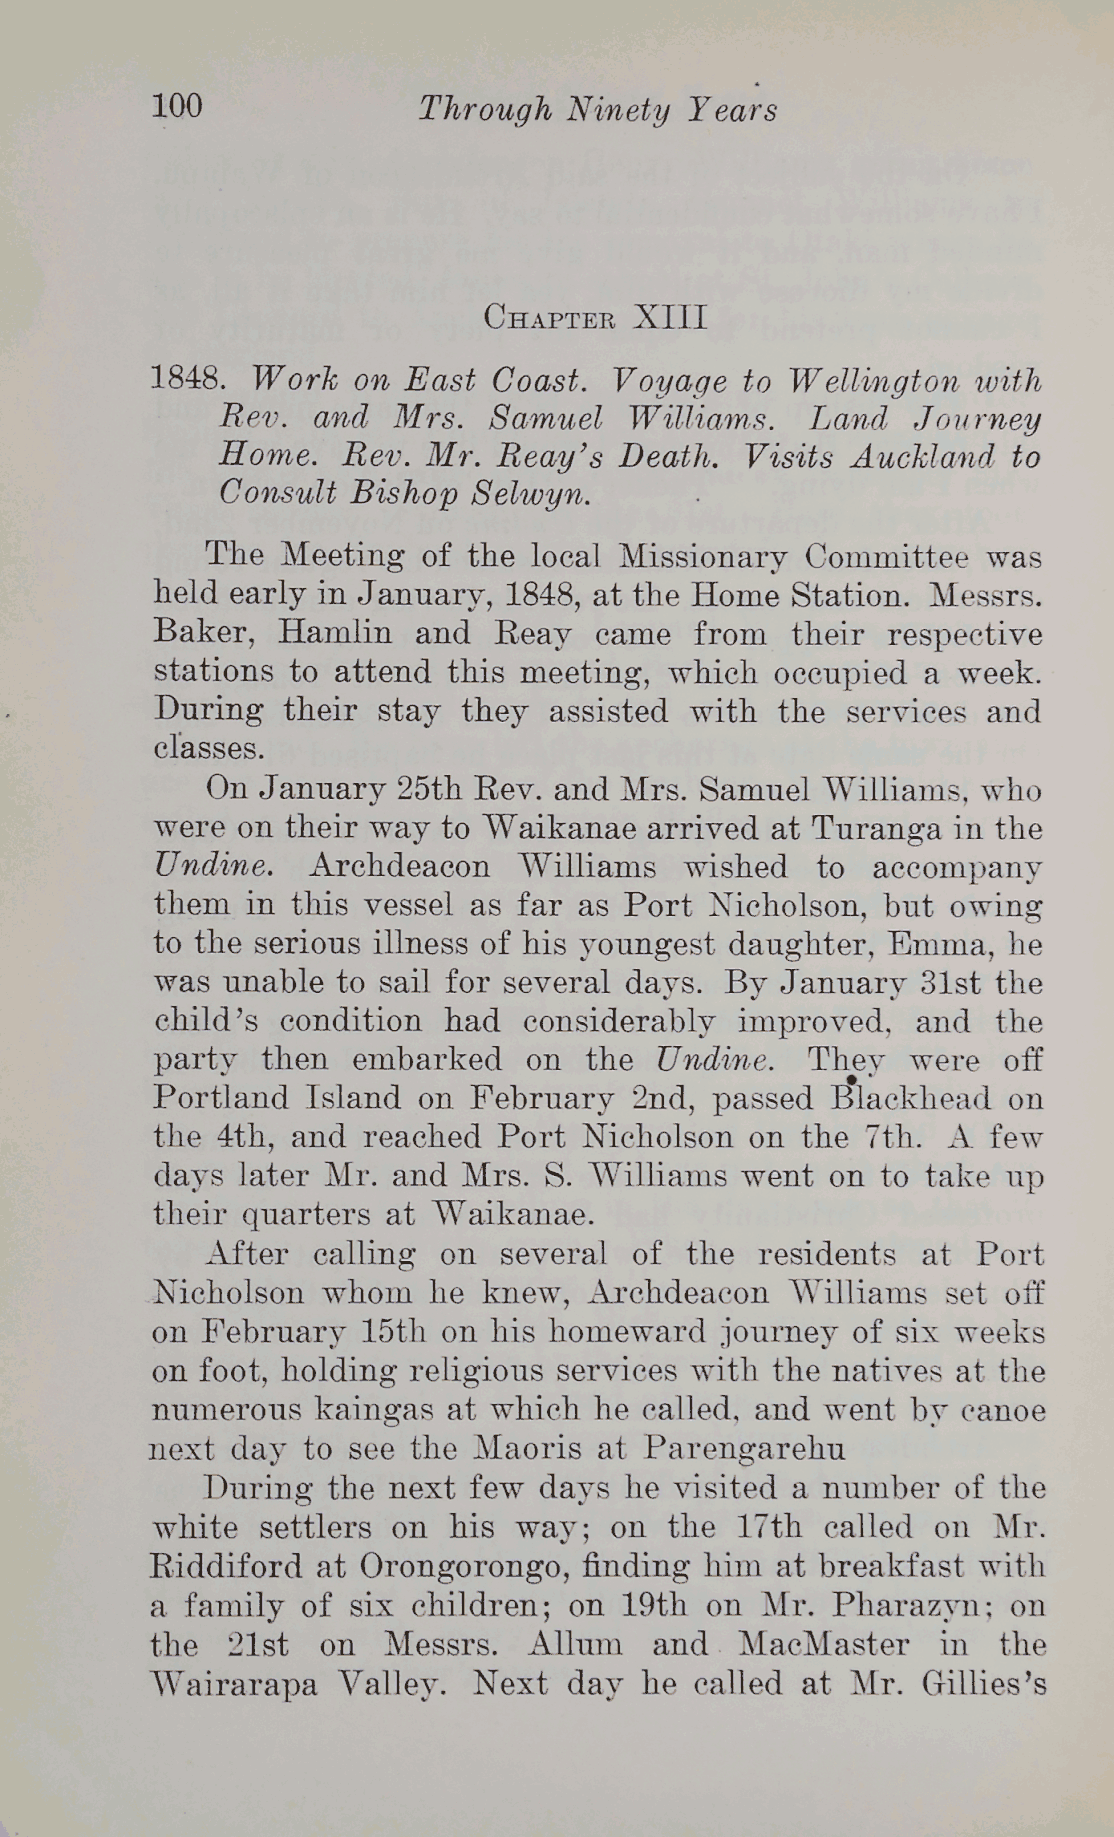 100 Through Ninety Years
CHAPTER XIII
1848. Work on East Coast. Voyage to Wellington with
Rev. and Mrs. Samuel Williams. Land Journey
Home. Rev. Mr. Reay's Death. Visits Auckland to
Consult Bishop Selwyn.
The Meeting of the local Missionary Committee was
held early in January, 1848, at the Home Station. Messrs.
Baker, Hamlin and Reay came from their respective
stations to attend this meeting, which occupied a week.
During their stay they assisted with the services and
classes.
On January 25th Rev. and Mrs. Samuel Williams, who
were on their way to Waikanae arrived at Turanga in the
Undine. Archdeacon Williams wished to accompany
them in this vessel as far as Port Nicholson, but owing
to the serious illness of his youngest daughter, Emma, he
was unable to sail for several days. By January 31st the
child's condition had considerably improved, and the
party then embarked on the Undine. They were off
Portland Island on February 2nd, passed Blackhead on
the 4th, and reached Port Nicholson on the 7th. A few
days later Mr. and Mrs. S. Williams went on to take up
their quarters at Waikanae.
After calling on several of the residents at Port
Nicholson whom he knew, Archdeacon Williams set off
on February 15th on his homeward journey of six weeks
on foot, holding religious services with the natives at the
numerous kaingas at which he called, and went by canoe
next day to see the Maoris at Parengarehu
During the next few days he visited a number of the
white settlers on his way; on the 17th called on Mr.
Riddiford at Orongorongo, finding him at breakfast with
a family of six children; on 19th on Mr. Pharazyn; on
the 21st on Messrs. Allum and MacMaster in the
Wairarapa Valley. Next day he called at Mr. Gillies's